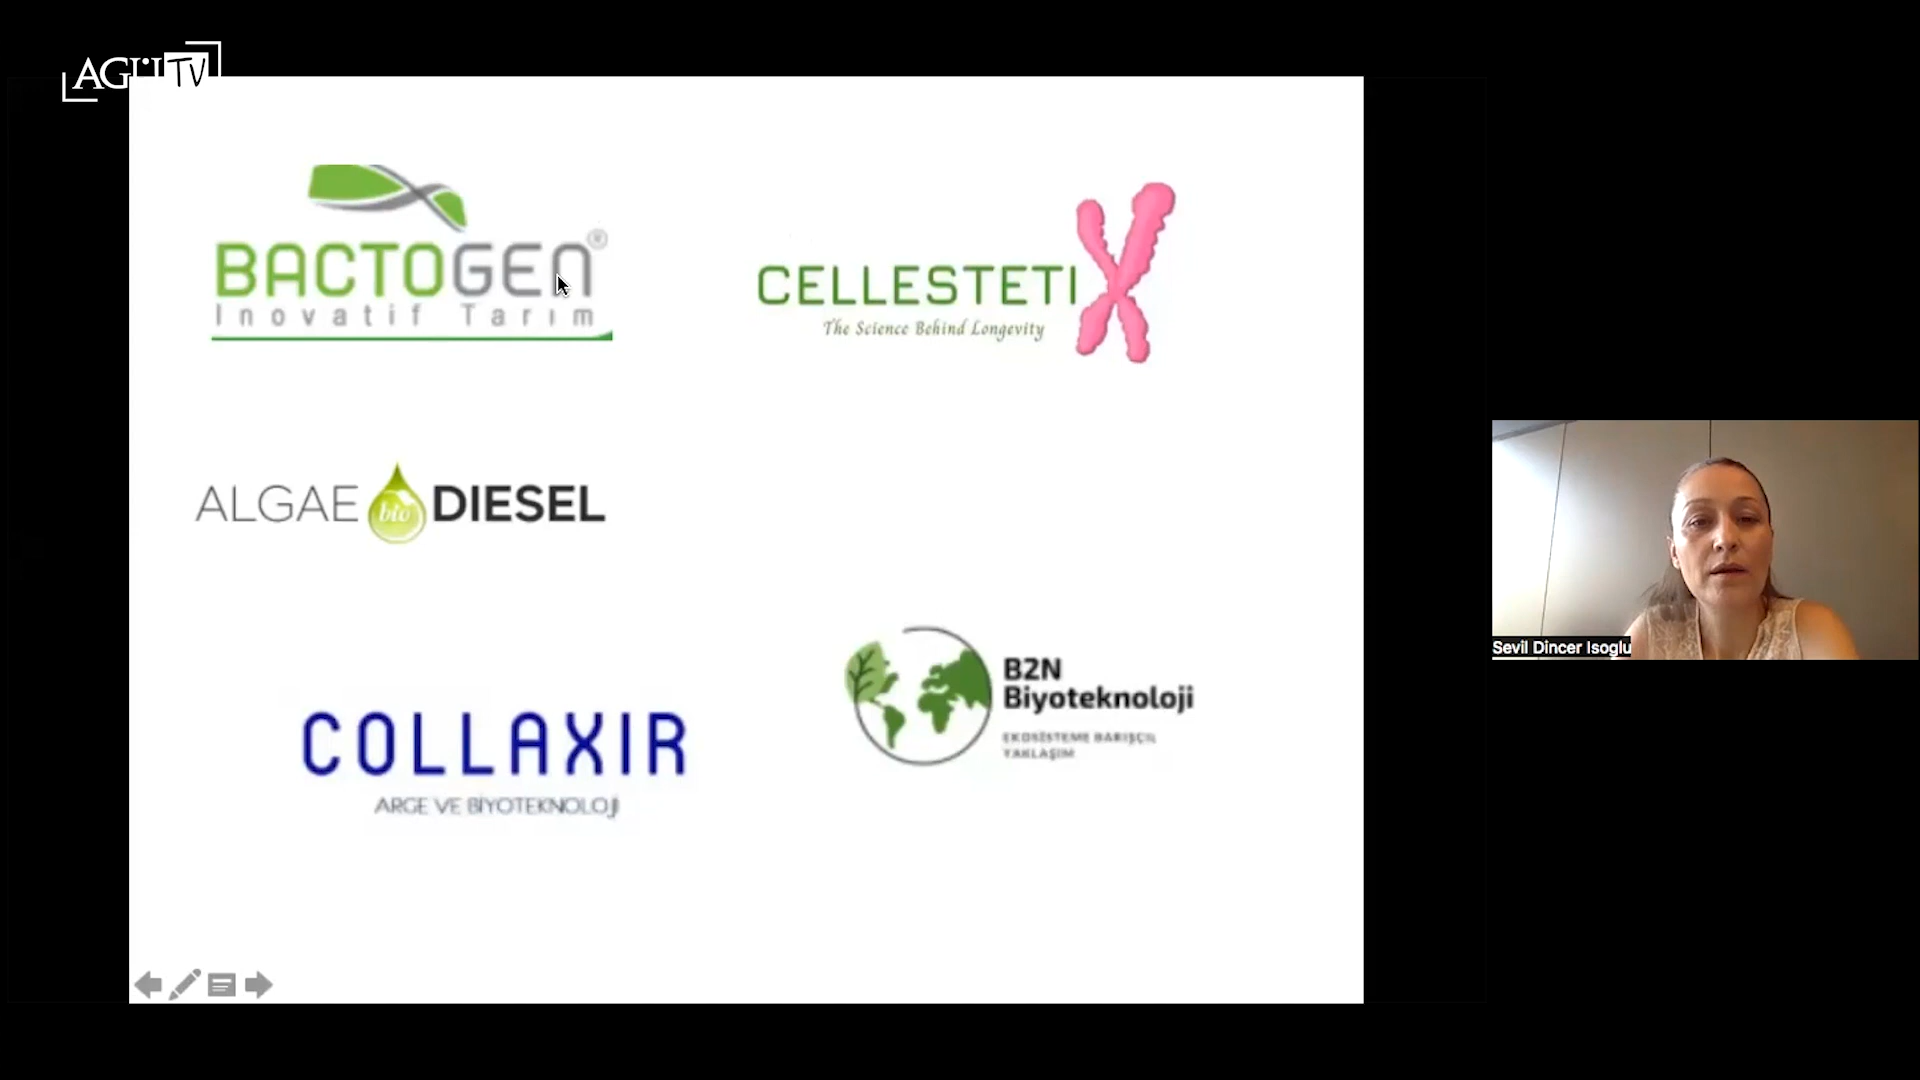 AGÜ TV
BACTOGEN®
İnovatif Tarım
CELLESTETIX
The Science Behind Longevity
ALGAE bio DIESEL
Sevil Dincer Isoglu
B2N
Biyoteknoloji
EKOSİSTEME BARIŞÇIL
YAKLAŞIM
COLLAXIR
ARGE VE BİYOTEKNOLOJİ